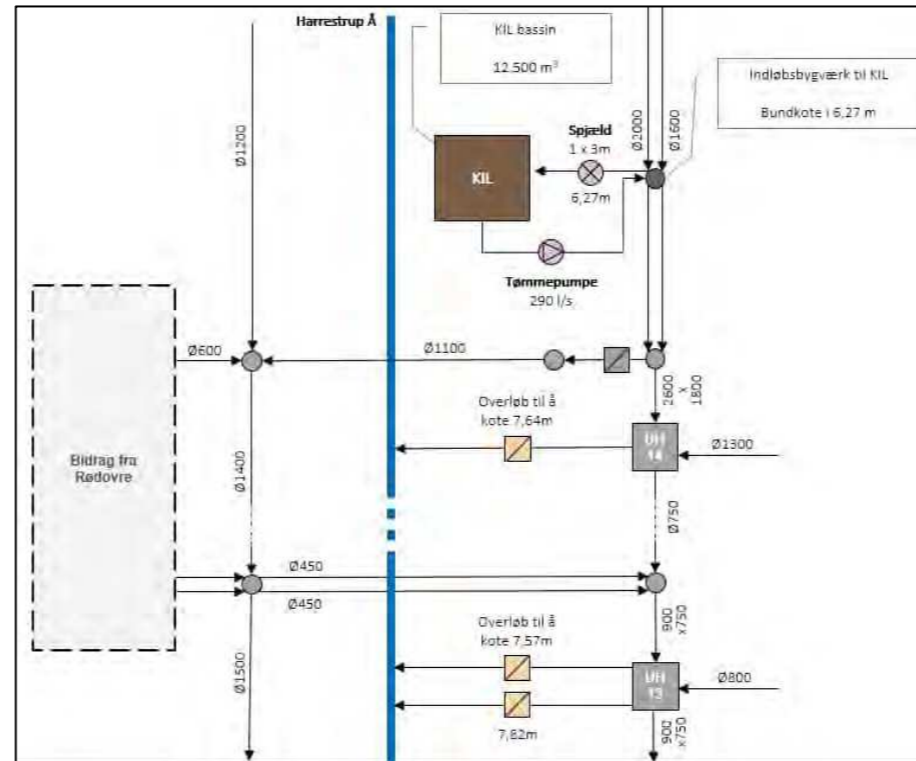 Harrestrup Å
KIL bassin
12.500 m³
Indløbsbygværk til KIL
Bundkote i 6,27 m
Ø1200
Ø2000
Ø1600
Spjæld
1 x 3m
KIL
6,27m
Tømmepumpe
290 l/s
Ø600
Ø1100
2600
x
1800
Overløb til å
kote 7,64m
UH
14
Ø1300
Bidrag fra
Rødovre
Ø1400
Ø750
Ø450
Ø450
900
x750
Overløb til å
kote 7,57m
Ø1500
UH
13
Ø800
7,82m
900
x750